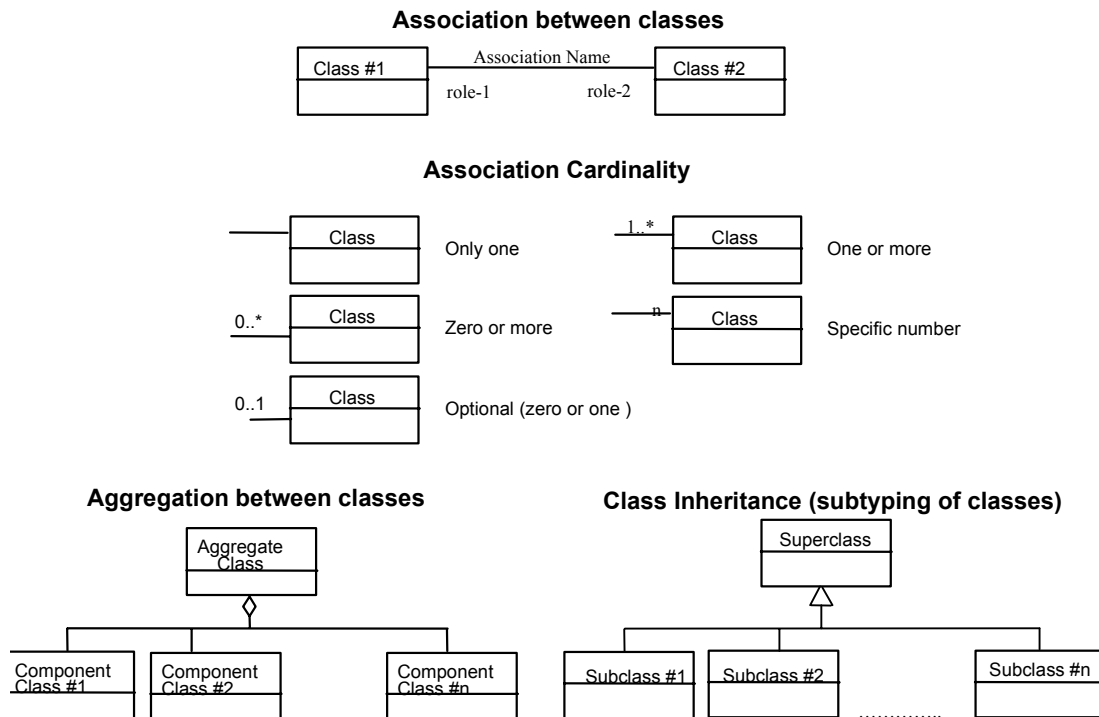 Association between classes
Class #1
Association Name
Class #2
role-1
role-2
Association Cardinality
Class
Only one
1..*
Class
One or more
0..*
Class
Zero or more
n
Class
Specific number
0..1
Class
Optional (zero or one )
Aggregation between classes
Class Inheritance (subtyping of classes)
Aggregate
Class
Superclass
Component
Class #1
Component
Class #2
Component
Class #n
Subclass #1
Subclass #2
Subclass #n
..............